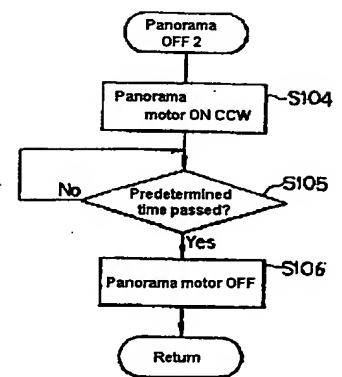 Panorama
OFF 2
Panorama
motor ON CCW
S104
No
Predetermined
time passed?
S105
Yes
Panorama motor OFF
S106
Return